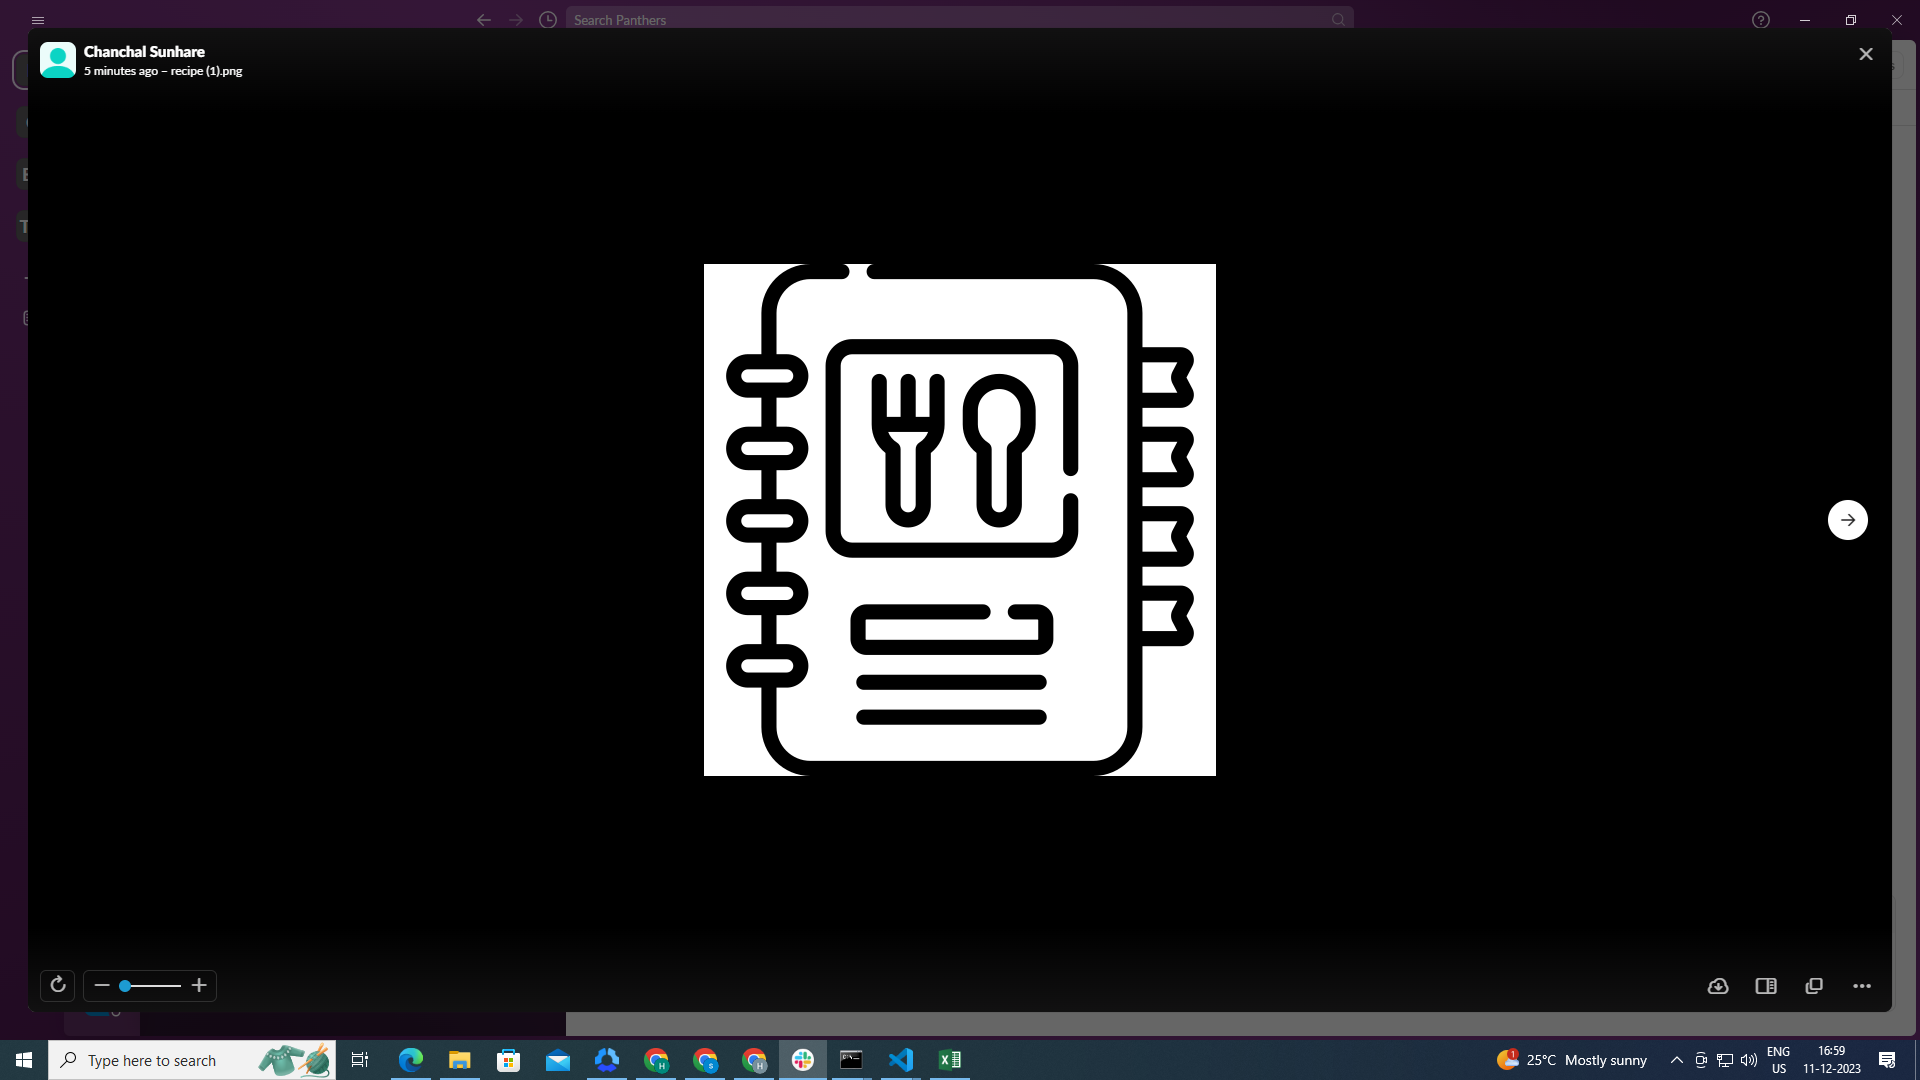 Search Panthers
Chanchal Sunhare
5 minutes ago – recipe (1).png
Type here to search
25°C Mostly sunny
ENG
US
16:59
11-12-2023